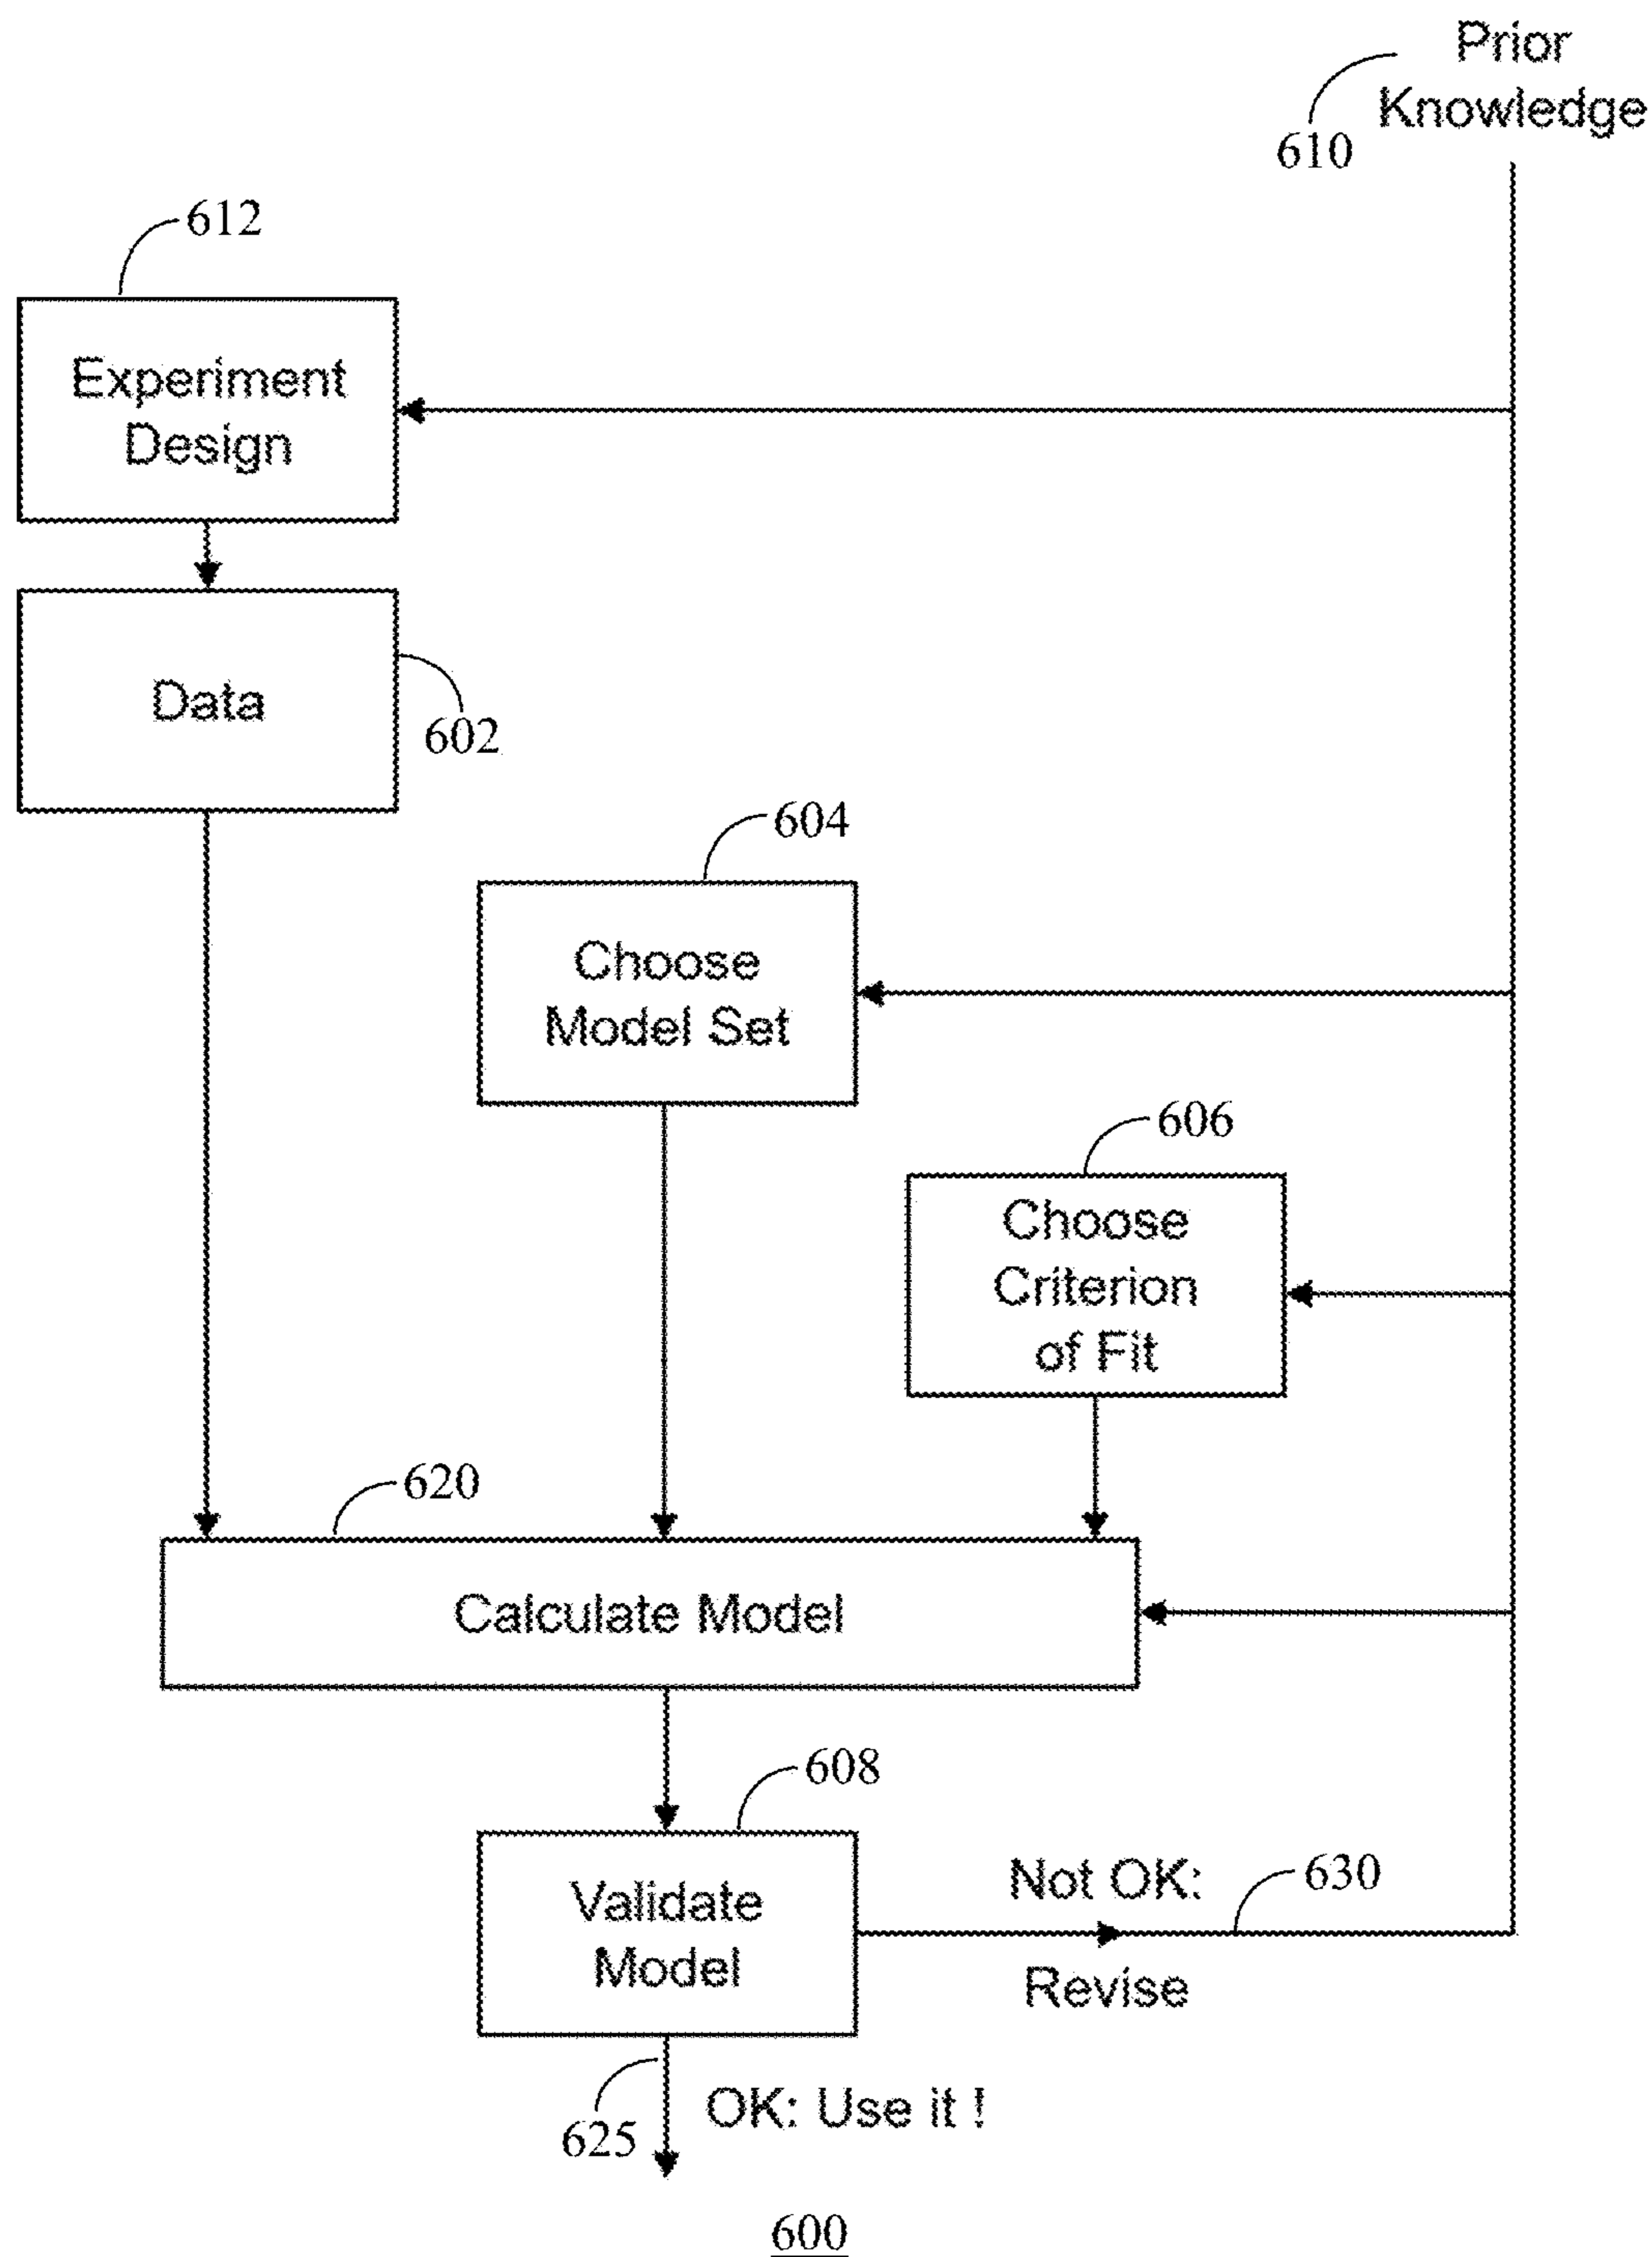 Prior
Knowledge
610
612
Experiment
Design
Data
602
604
Choose
Model Set
606
Choose
Criterion
of Fit
620
Calculate Model
608
Validate
Model
Not OK:
630
Revise
625
OK: Use it !
600